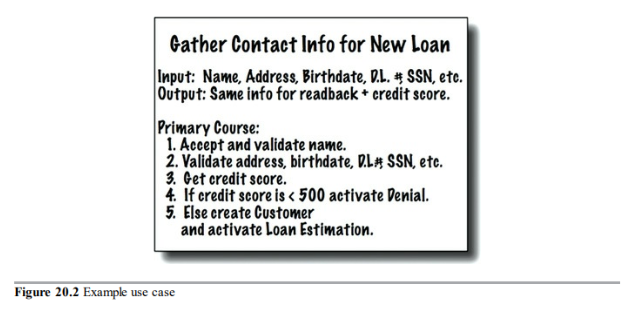 Gather Contact Info for New Loan
Input: Name, Address, Birthdate, D.L. # SSN, etc.
Output: Same info for readback + credit score.
Primary Course:
1. Accept and validate name.
2. Validate address, birthdate, D.L.# SSN, etc.
3. Get credit score.
4. If credit score is < 500 activate Denial.
5. Else create Customer
and activate Loan Estimation.
Figure 20.2 Example use case